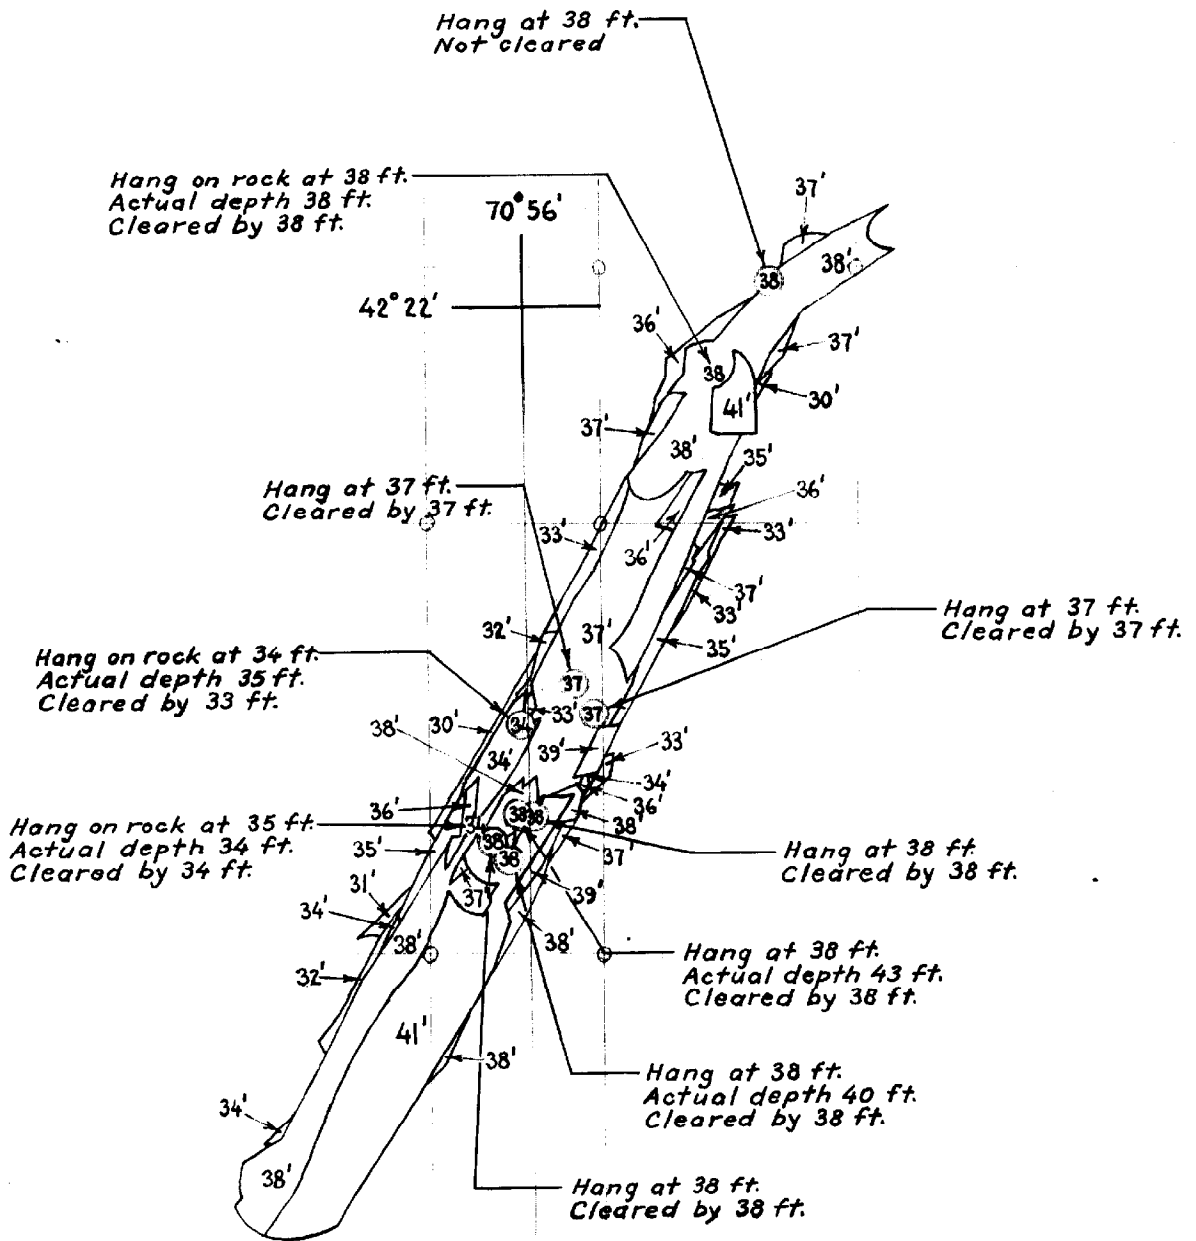 Hang at 38 ft.
Not cleared
Hang on rock at 38 ft.
Actual depth 38 ft.
Cleared by 38 ft.
70° 56'
37'
38'
38
42° 22'
36'
37'
38
30'
41'
37'
38'
35'
36'
Hang at 37 ft.
Cleared by 37 ft.
33'
33'
36'
37'
33'
Hang at 37 ft.
Cleared by 37 ft.
32'
37'
35'
Hang on rock at 34 ft.
Actual depth 35 ft.
Cleared by 33 ft.
37
37
33'
34
30'
38'
39'
33'
34'
34'
36'
36'
38
38
38'
Hang on rock at 35 ft.
Actual depth 34 ft.
Cleared by 34 ft.
35'
38
38
37'
Hang at 38 ft.
Cleared by 38 ft.
31'
37'
39'
34'
38'
38'
32'
Hang at 38 ft.
Actual depth 43 ft.
Cleared by 38 ft.
41'
38'
Hang at 38 ft.
Actual depth 40 ft.
Cleared by 38 ft.
34'
38'
Hang at 38 ft.
Cleared by 38 ft.